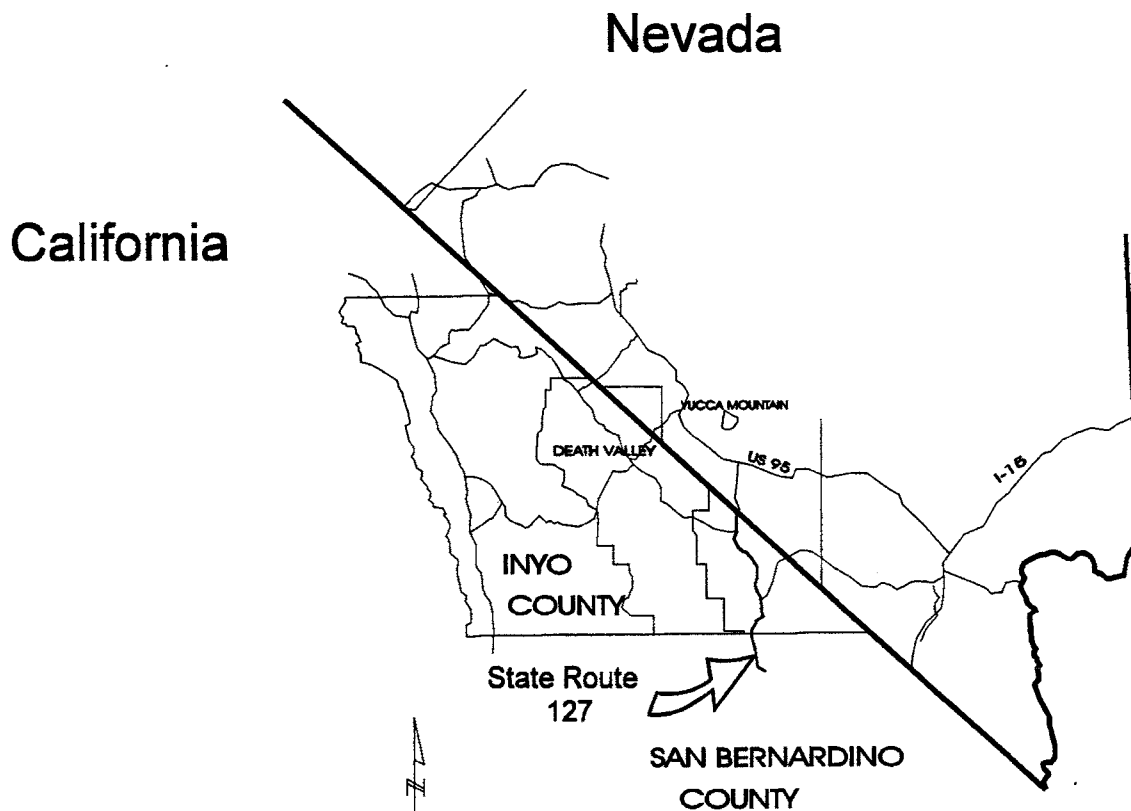 Nevada
California
YUCCA MOUNTAIN
DEATH VALLEY
US 95
I-15
INYO
COUNTY
State Route
127
SAN BERNARDINO
COUNTY
N